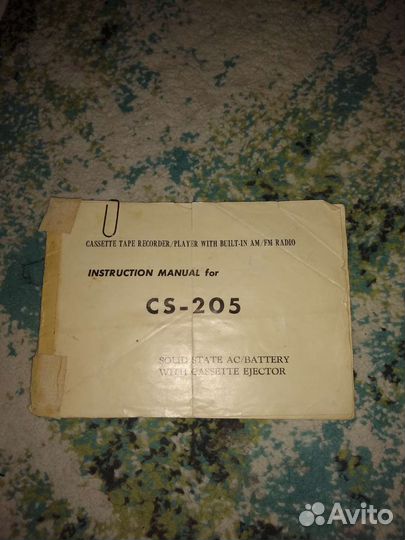 CASSETTE TAPE RECORDER/PLAYER WITH BUILT-IN AM/FM RADIO
INSTRUCTION MANUAL for
CS-205
SOLID STATE AC/BATTERY
WITH CASSETTE EJECTOR
Avito